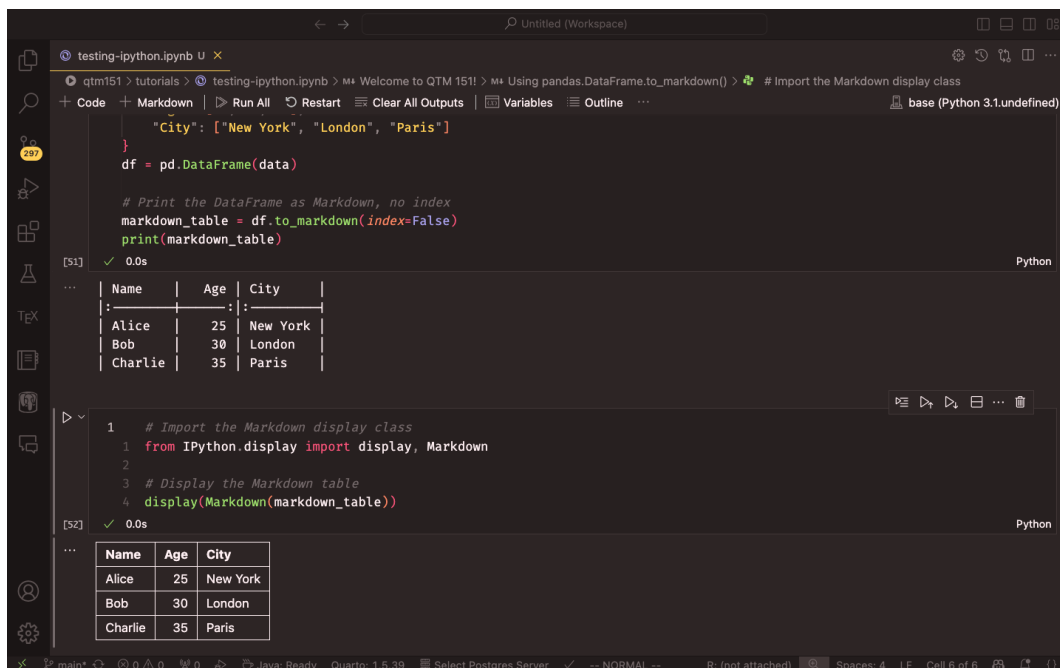 Untitled (Workspace)
testing-ipython.ipynb U
qtm151 > tutorials > testing-ipython.ipynb > M↓ Welcome to QTM 151! > M↓ Using pandas.DataFrame.to_markdown() > # Import the Markdown display class
+ Code + Markdown | Run All Restart Clear All Outputs | Variables Outline ...
base (Python 3.1.undefined)
297
"City": ["New York", "London", "Paris"]
}
df = pd.DataFrame(data)
# Print the DataFrame as Markdown, no index
markdown_table = df.to_markdown(index=False)
print(markdown_table)
[51] ✓ 0.0s Python
| Name | Age | City |
|:--------|------:|:---------|
| Alice | 25 | New York |
| Bob | 30 | London |
| Charlie | 35 | Paris |
TEX
1 # Import the Markdown display class
1 from IPython.display import display, Markdown
2
3 # Display the Markdown table
4 display(Markdown(markdown_table))
[52] ✓ 0.0s Python
Name Age City
Alice 25 New York
Bob 30 London
Charlie 35 Paris
main* 0 0 0 Java: Ready Quarto: 1.5.39 Select Postgres Server ✓ -- NORMAL -- R: (not attached) Spaces: 4 LF Cell 6 of 6